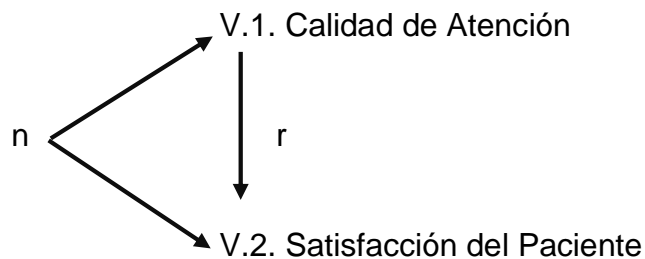 V.1. Calidad de Atención
n
r
V.2. Satisfacción del Paciente